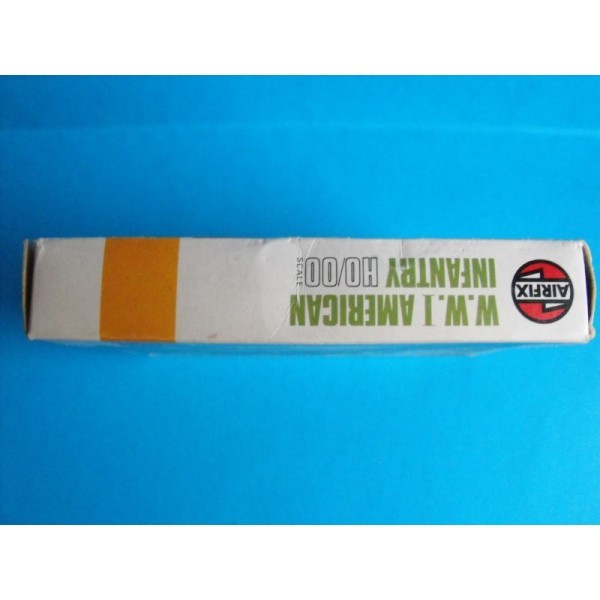 AIRFIX
W.W.I AMERICAN
INFANTRY HO/OO
SCALE